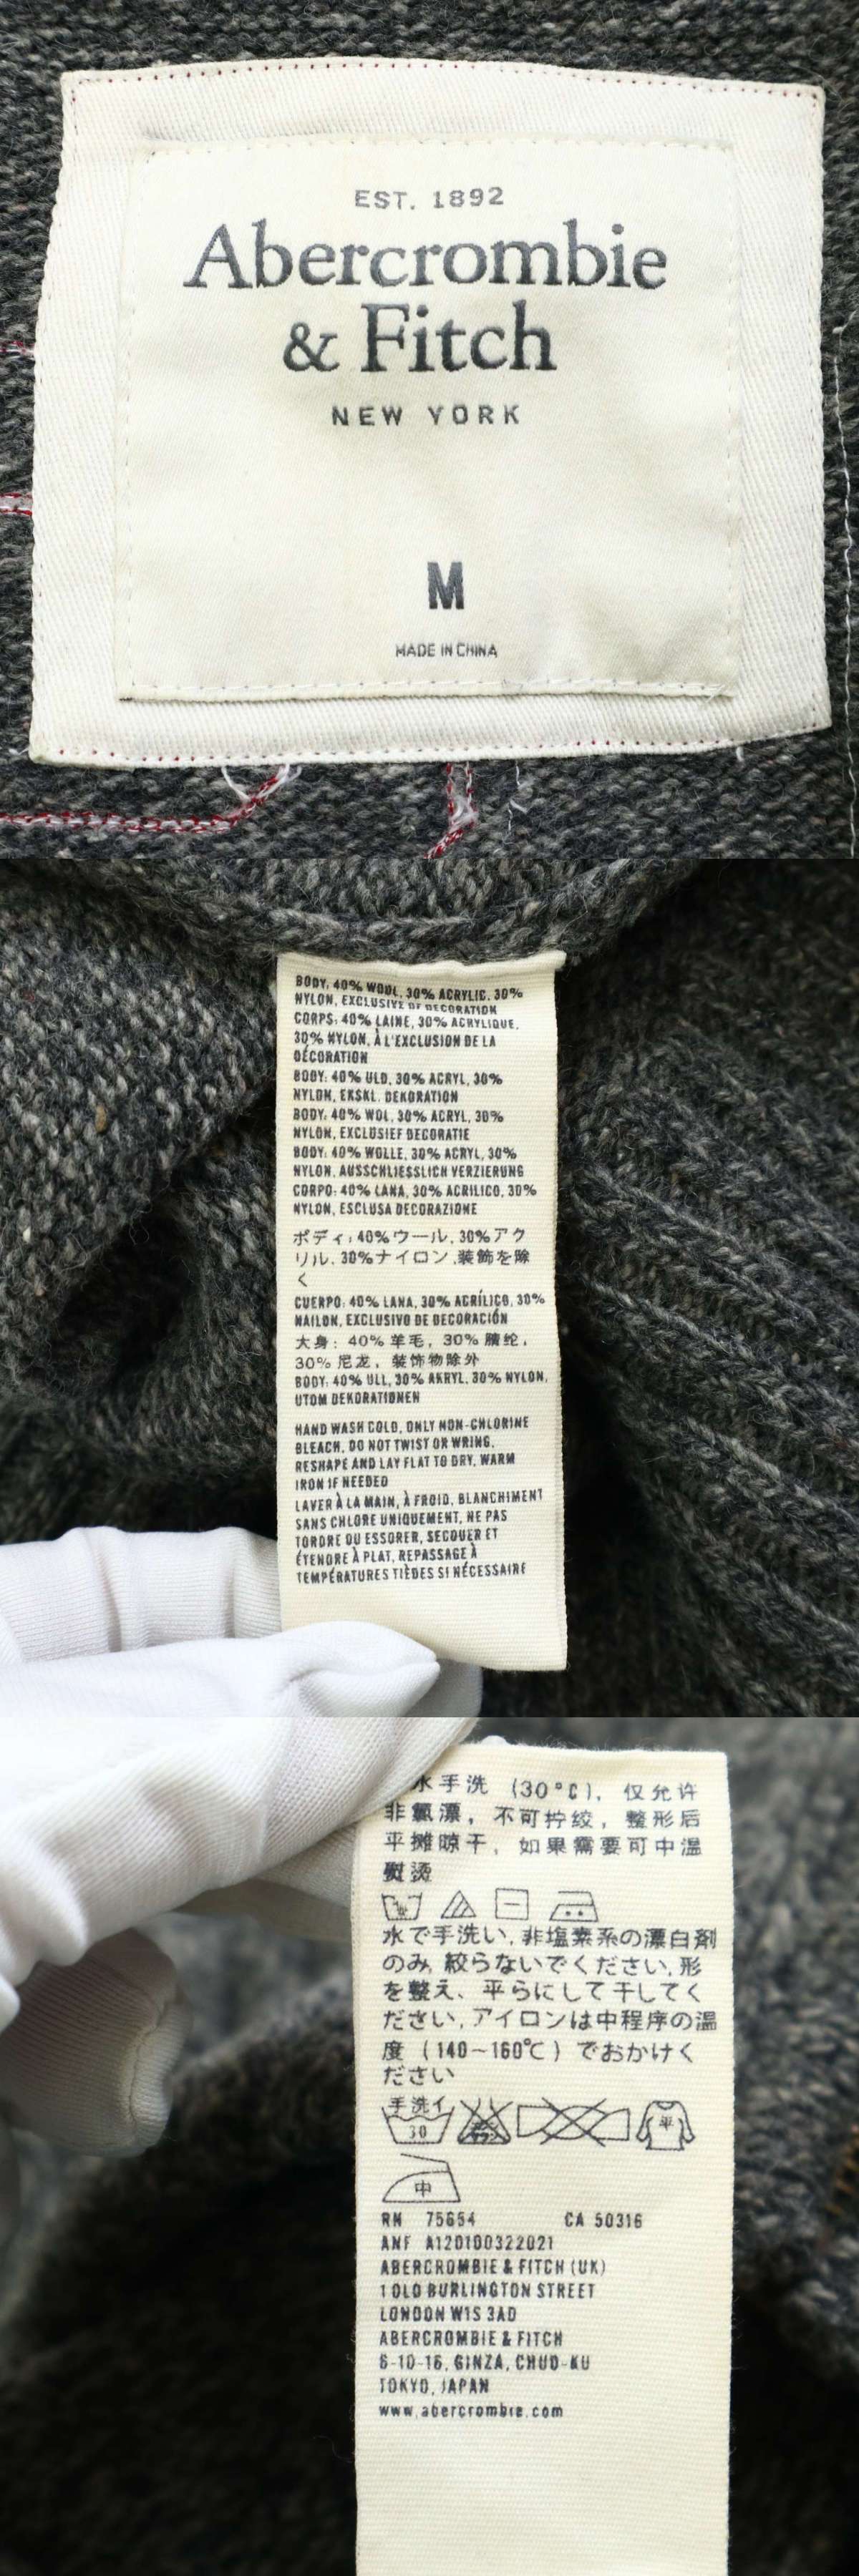 EST. 1892
Abercrombie
& Fitch
NEW YORK
M
MADE IN CHINA
BODY: 40% WOOL, 30% ACRYLIC, 30%
NYLON, EXCLUSIVE OF DECORATION
CORPS: 40% LAINE, 30% ACRYLIQUE,
30% NYLON, À L'EXCLUSION DE LA
DÉCORATION
BODY: 40% ULD, 30% ACRYL, 30%
NYLON, EKSKL. DEKORATION
BODY: 40% WOL, 30% ACRYL, 30%
NYLON, EXCLUSIEF DECORATIE
BODY: 40% WOLLE, 30% ACRYL, 30%
NYLON, AUSSCHLIESSLICH VERZIERUNG
CORPO: 40% LANA, 30% ACRILICO, 30%
NYLON, ESCLUSA DECORAZIONE
ボディ: 40%ウール, 30%アク
リル, 30%ナイロン, 装飾を除
く
CUERPO: 40% LANA, 30% ACRÍLICO, 30%
NAILON, EXCLUSIVO DE DECORACIÓN
大身: 40% 羊毛, 30% 腈纶,
30% 尼龙, 装饰物除外
BODY: 40% ULL, 30% AKRYL, 30% NYLON,
UTOM DEKORATIONEN
HAND WASH COLD, ONLY NON-CHLORINE
BLEACH, DO NOT TWIST OR WRING,
RESHAPE AND LAY FLAT TO DRY, WARM
IRON IF NEEDED
LAVER À LA MAIN, À FROID, BLANCHIMENT
SANS CHLORE UNIQUEMENT, NE PAS
TORDRE OU ESSORER, SECOUER ET
ÉTENDRE À PLAT, REPASSAGE À
TEMPÉRATURES TIÈDES SI NÉCESSAIRE
水手洗 (30°C), 仅允许
非氯漂, 不可拧绞, 整形后
平摊晾干, 如果需要可中温
熨烫
水で手洗い, 非塩素系の漂白剤
のみ, 絞らないでください, 形
を整え、平らにして干してく
ださい, アイロンは中程序の温
度 (140~160℃) でおかけく
ださい
手洗イ
30
平
中
RN 75654 CA 50316
ANF A120100322021
ABERCROMBIE & FITCH (UK)
1 OLD BURLINGTON STREET
LONDON W1S 3AD
ABERCROMBIE & FITCH
6-10-16, GINZA, CHUO-KU
TOKYO, JAPAN
www.abercrombie.com